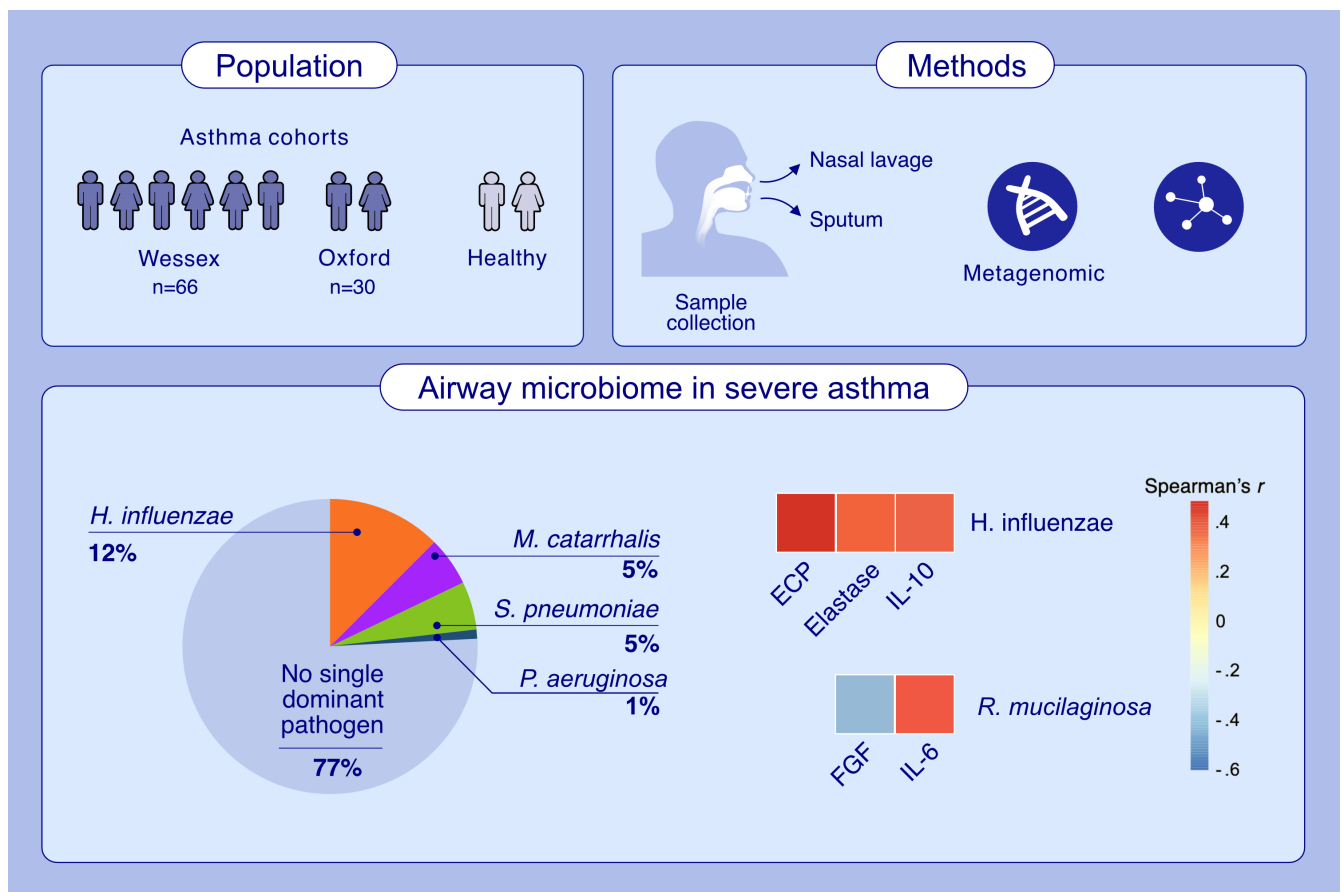 Population
Asthma cohorts
Wessex
n=66
Oxford
n=30
Healthy
Methods
Nasal lavage
Sputum
Sample
collection
Metagenomic
Airway microbiome in severe asthma
H. influenzae
12%
M. catarrhalis
5%
S. pneumoniae
5%
P. aeruginosa
1%
No single
dominant
pathogen
77%
H. influenzae
ECP
Elastase
IL-10
R. mucilaginosa
FGF
IL-6
Spearman's r
.4
.2
0
-.2
-.4
-.6